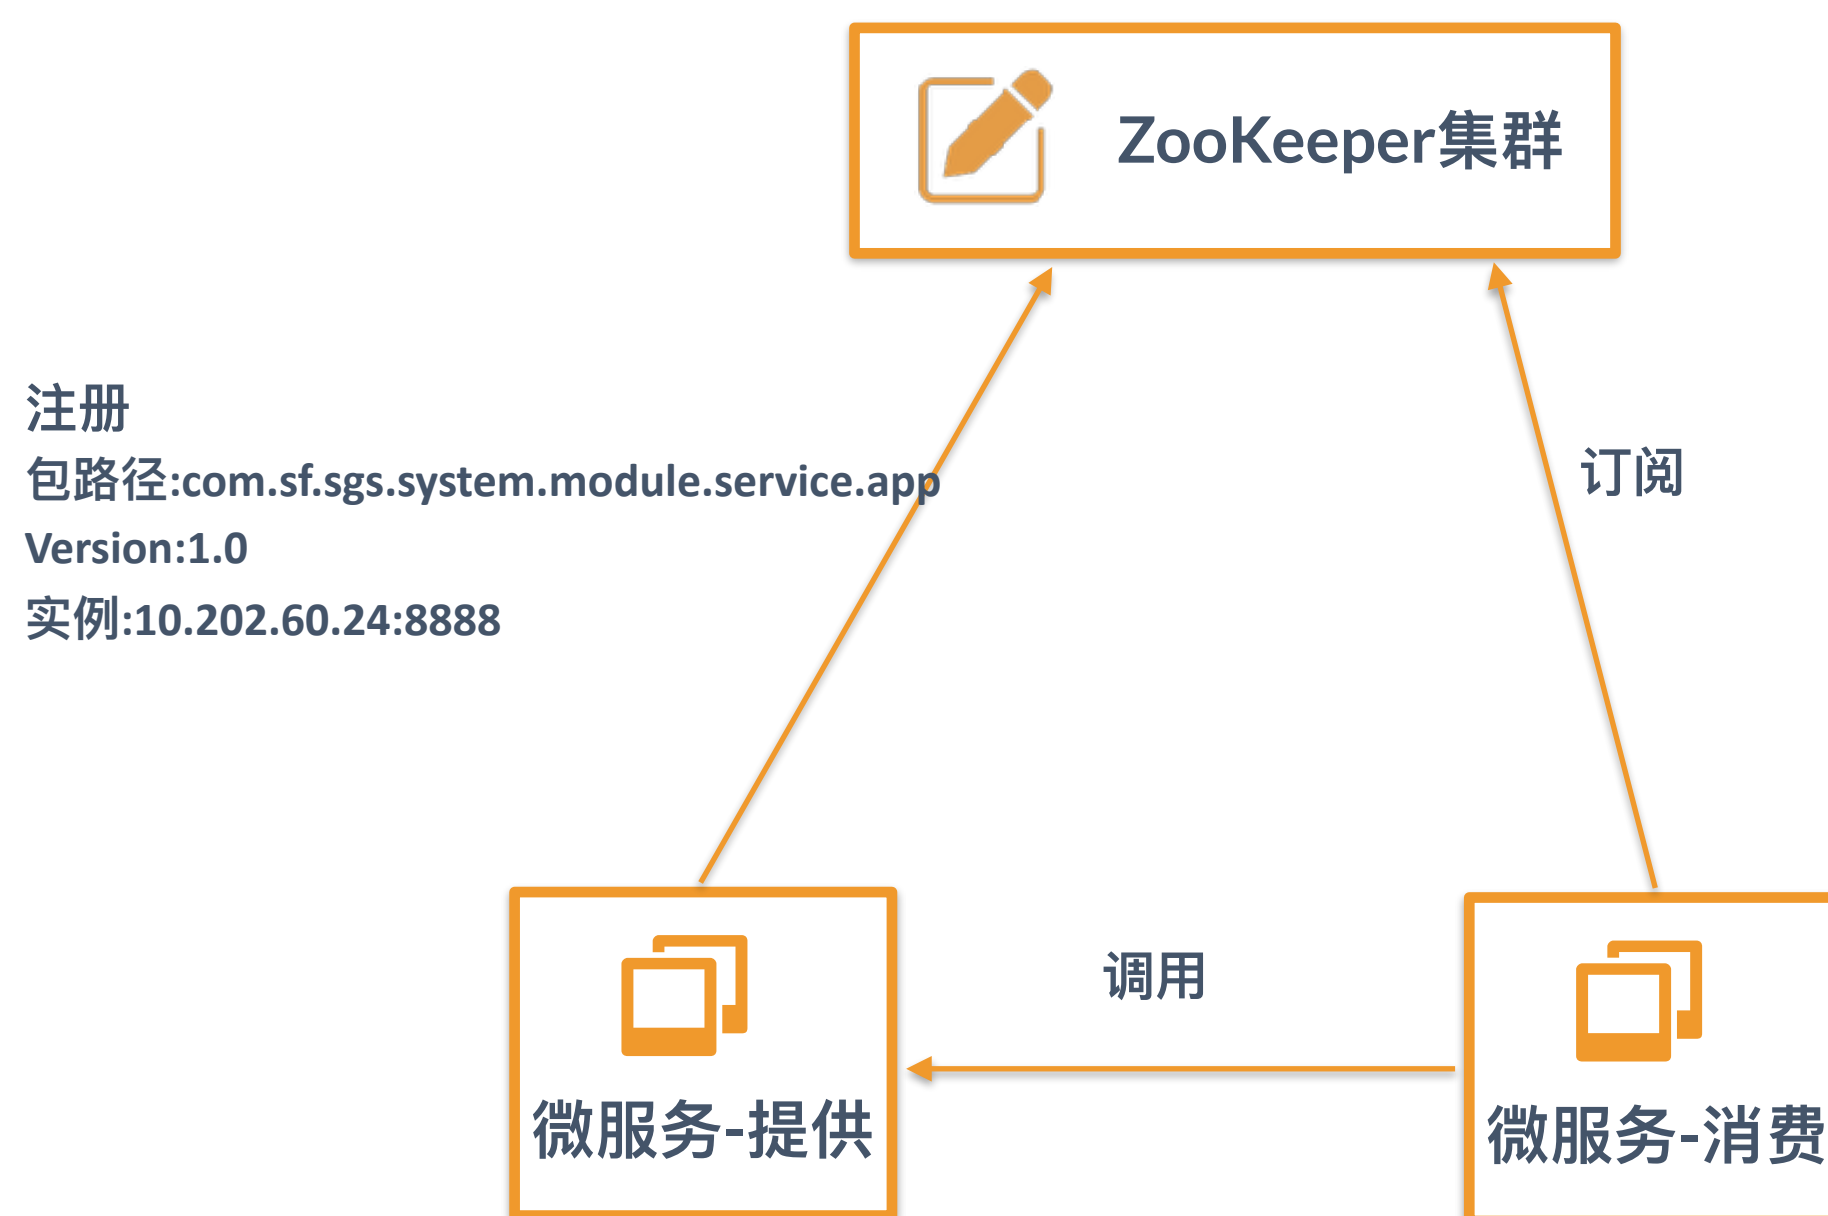 ZooKeeper集群
注册
包路径:com.sf.sgs.system.module.service.app
Version:1.0
实例:10.202.60.24:8888
订阅
调用
微服务-提供
微服务-消费